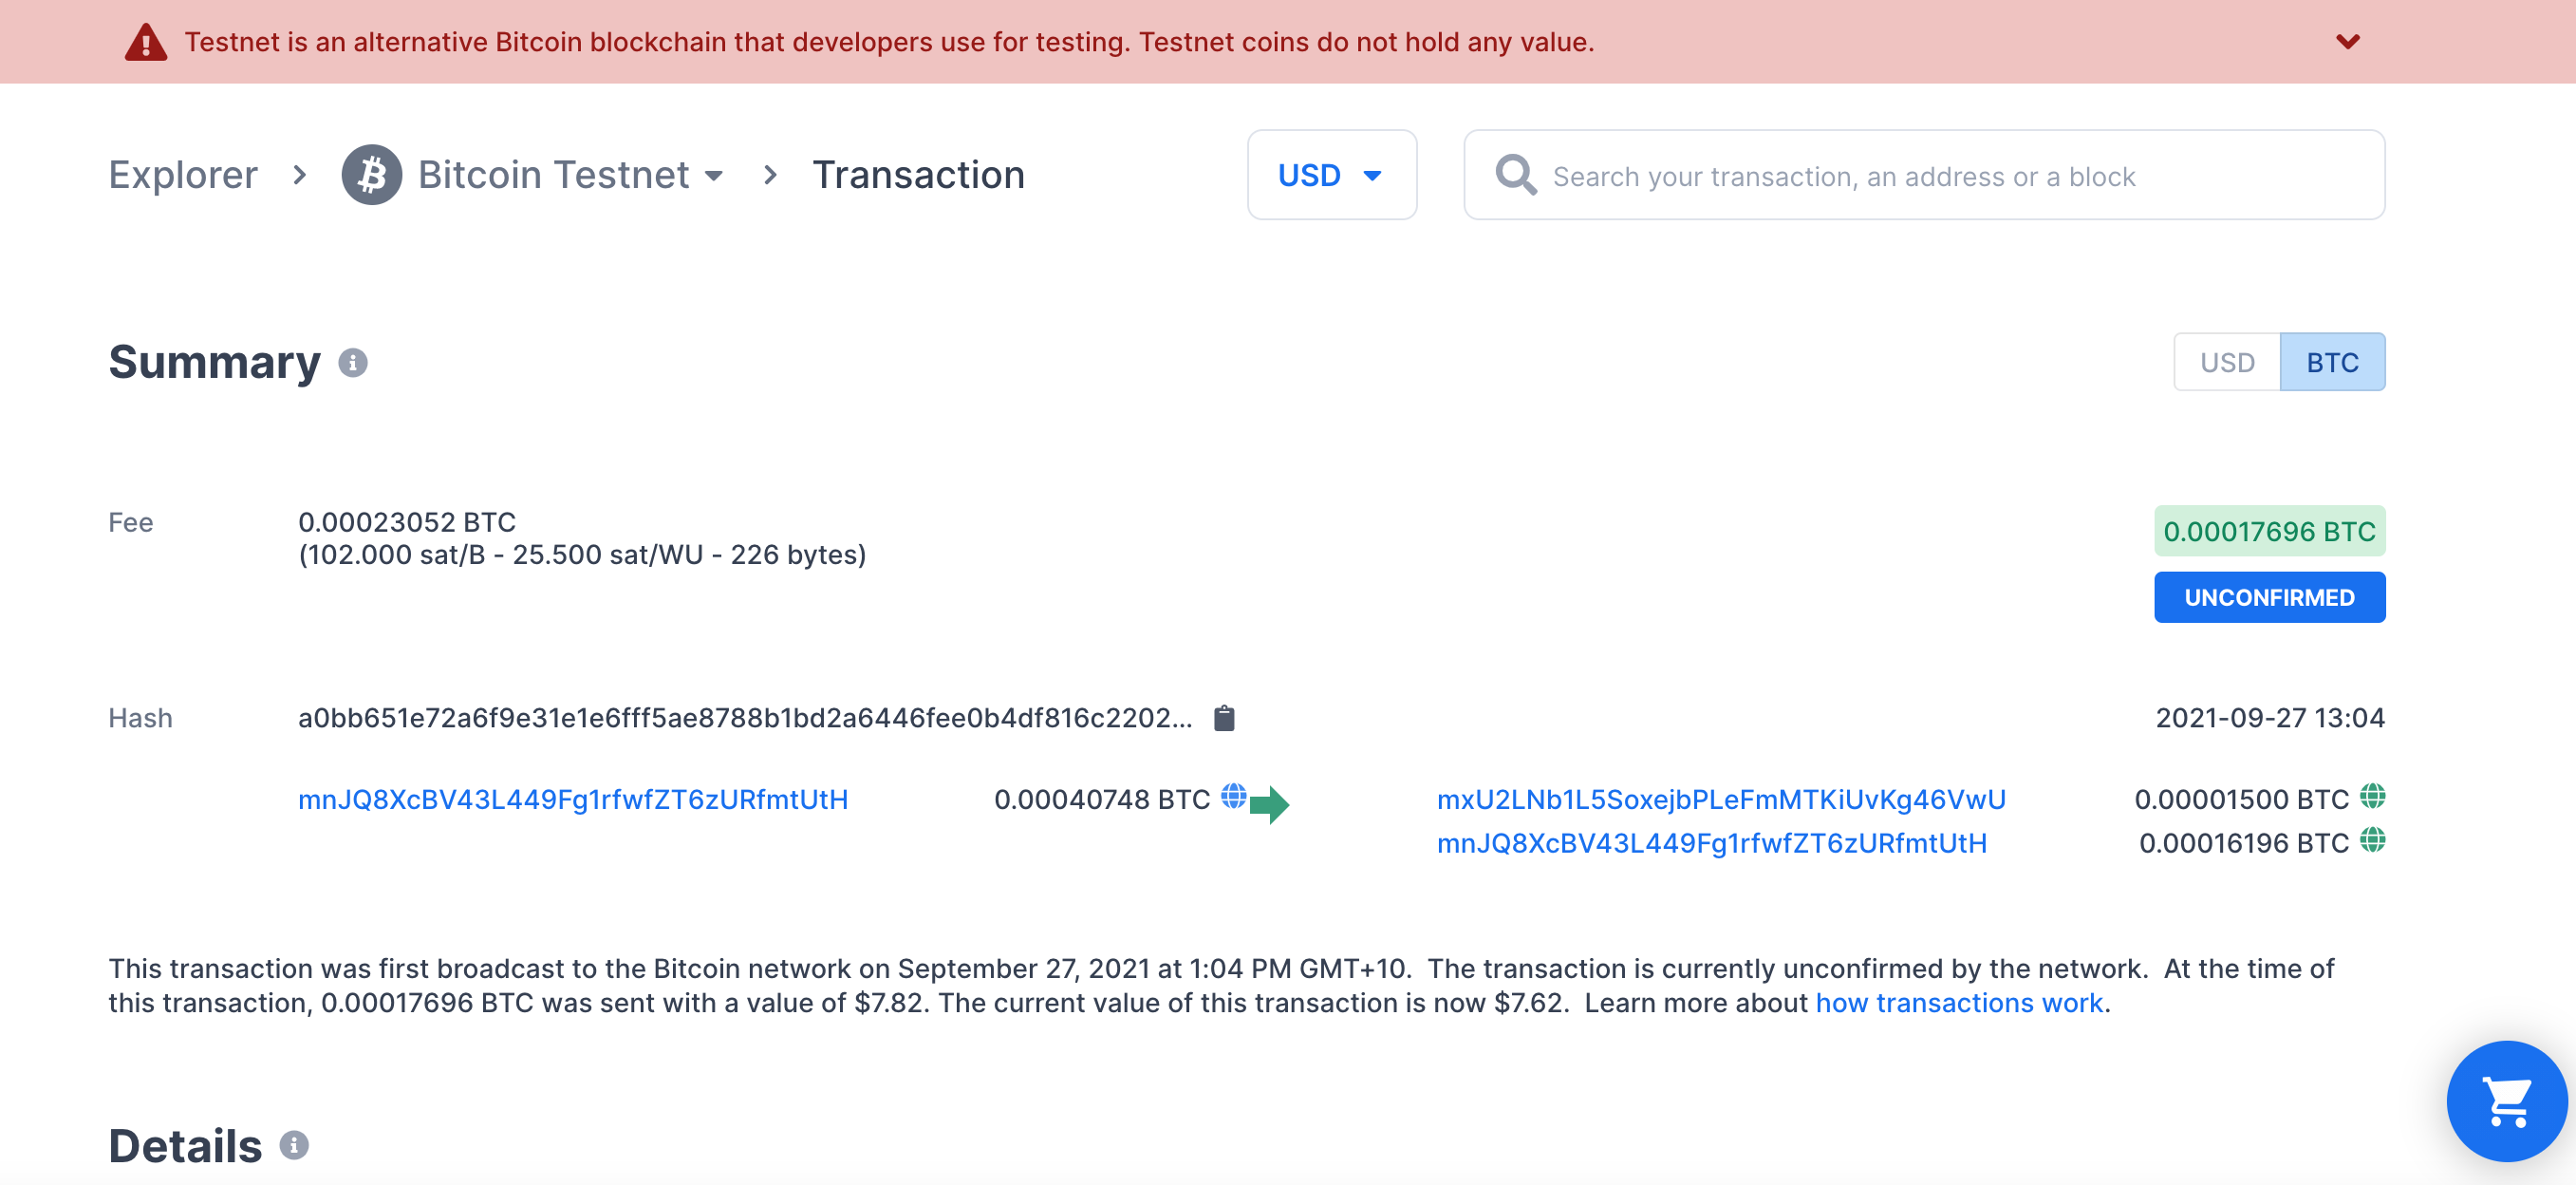 Testnet is an alternative Bitcoin blockchain that developers use for testing. Testnet coins do not hold any value.
Explorer > Bitcoin Testnet > Transaction
USD
Search your transaction, an address or a block
Summary
USD BTC
Fee 0.00023052 BTC 0.00017696 BTC
(102.000 sat/B - 25.500 sat/WU - 226 bytes)
UNCONFIRMED
Hash a0bb651e72a6f9e31e1e6fff5ae8788b1bd2a6446fee0b4df816c2202... 2021-09-27 13:04
mnJQ8XcBV43L449Fg1rfwfZT6zURfmtUtH 0.00040748 BTC mxU2LNb1L5SoxejbPLeFmMTKiUvKg46VwU 0.00001500 BTC
mnJQ8XcBV43L449Fg1rfwfZT6zURfmtUtH 0.00016196 BTC
This transaction was first broadcast to the Bitcoin network on September 27, 2021 at 1:04 PM GMT+10. The transaction is currently unconfirmed by the network. At the time of
this transaction, 0.00017696 BTC was sent with a value of $7.82. The current value of this transaction is now $7.62. Learn more about how transactions work.
Details